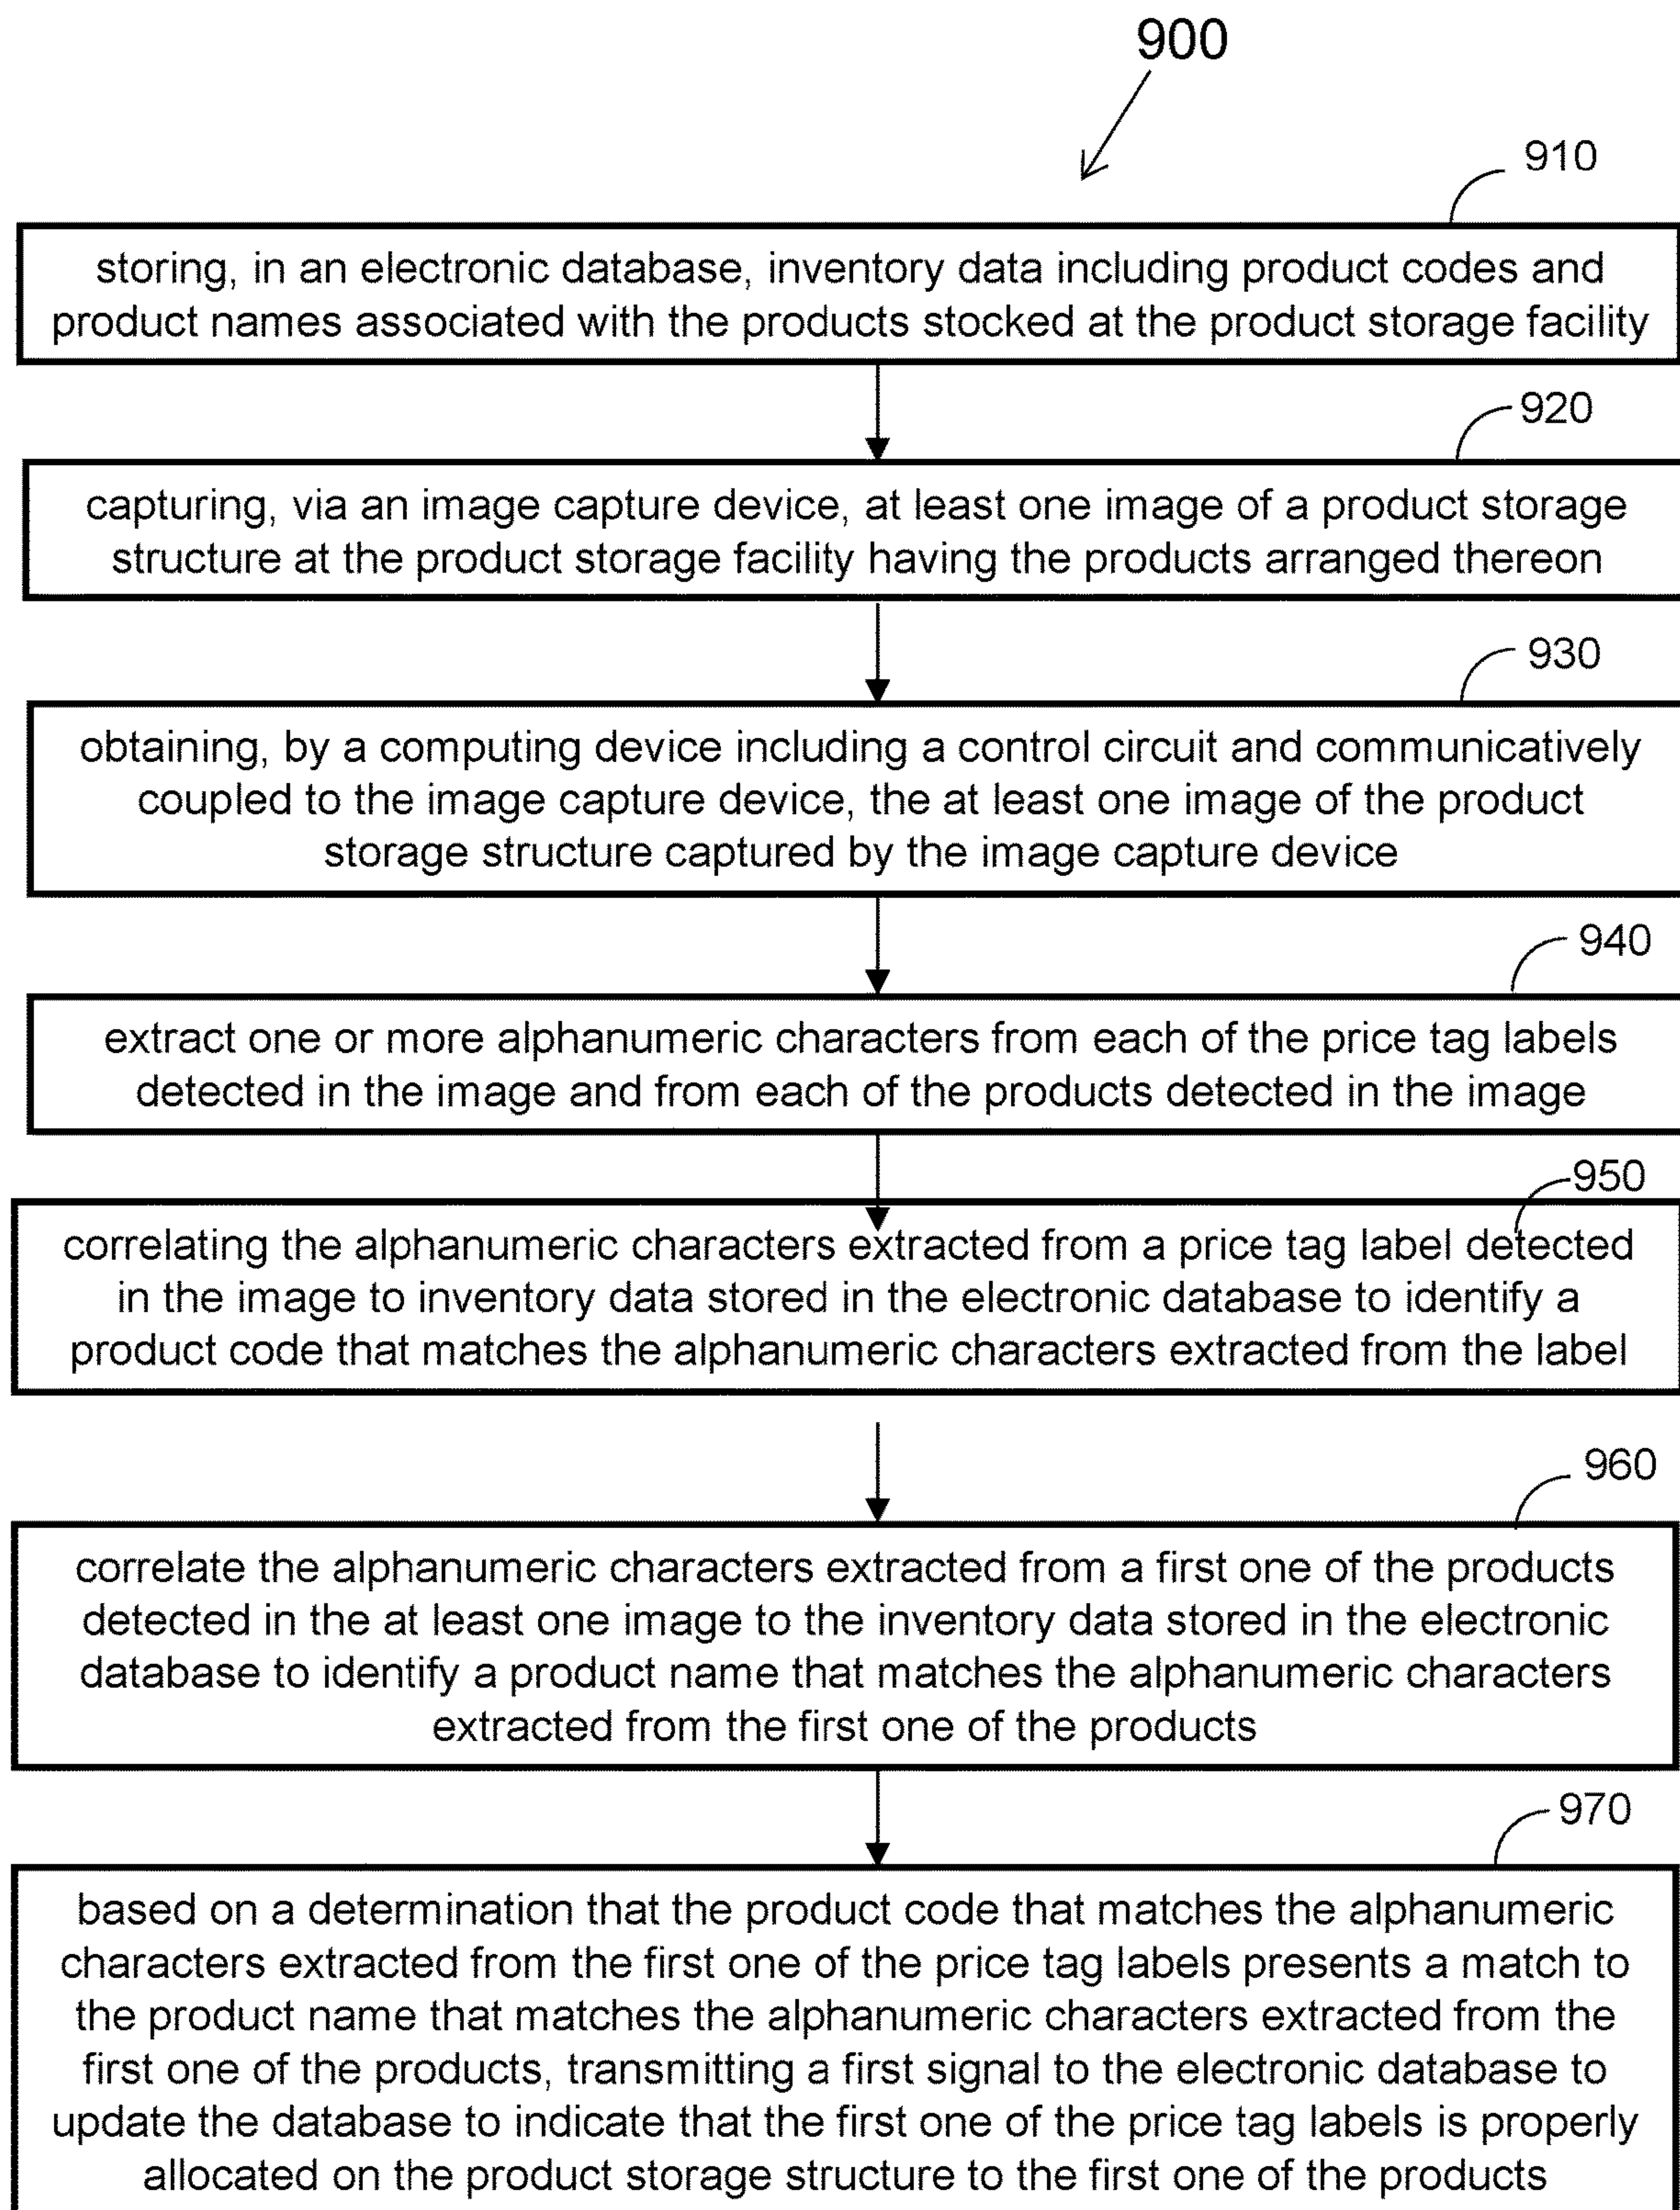 900
910
storing, in an electronic database, inventory data including product codes and
product names associated with the products stocked at the product storage facility
920
capturing, via an image capture device, at least one image of a product storage
structure at the product storage facility having the products arranged thereon
930
obtaining, by a computing device including a control circuit and communicatively
coupled to the image capture device, the at least one image of the product
storage structure captured by the image capture device
940
extract one or more alphanumeric characters from each of the price tag labels
detected in the image and from each of the products detected in the image
950
correlating the alphanumeric characters extracted from a price tag label detected
in the image to inventory data stored in the electronic database to identify a
product code that matches the alphanumeric characters extracted from the label
960
correlate the alphanumeric characters extracted from a first one of the products
detected in the at least one image to the inventory data stored in the electronic
database to identify a product name that matches the alphanumeric characters
extracted from the first one of the products
970
based on a determination that the product code that matches the alphanumeric
characters extracted from the first one of the price tag labels presents a match to
the product name that matches the alphanumeric characters extracted from the
first one of the products, transmitting a first signal to the electronic database to
update the database to indicate that the first one of the price tag labels is properly
allocated on the product storage structure to the first one of the products